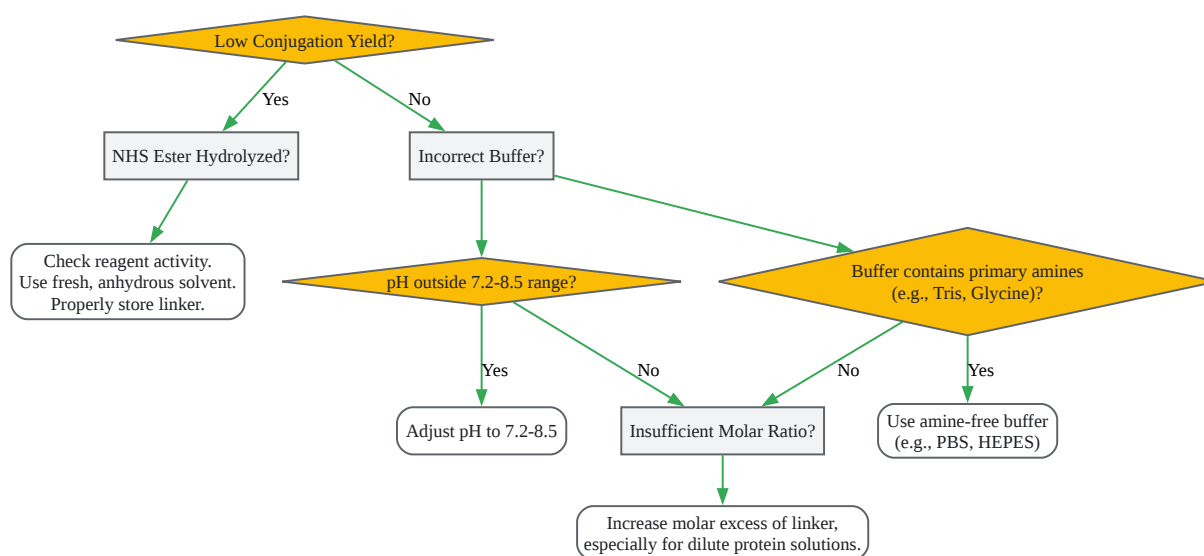 Low Conjugation Yield?
Yes
No
NHS Ester Hydrolyzed?
Incorrect Buffer?
Check reagent activity.
Use fresh, anhydrous solvent.
Properly store linker.
pH outside 7.2-8.5 range?
Buffer contains primary amines
(e.g., Tris, Glycine)?
Yes
No
No
Yes
Adjust pH to 7.2-8.5
Insufficient Molar Ratio?
Use amine-free buffer
(e.g., PBS, HEPES)
Increase molar excess of linker,
especially for dilute protein solutions.